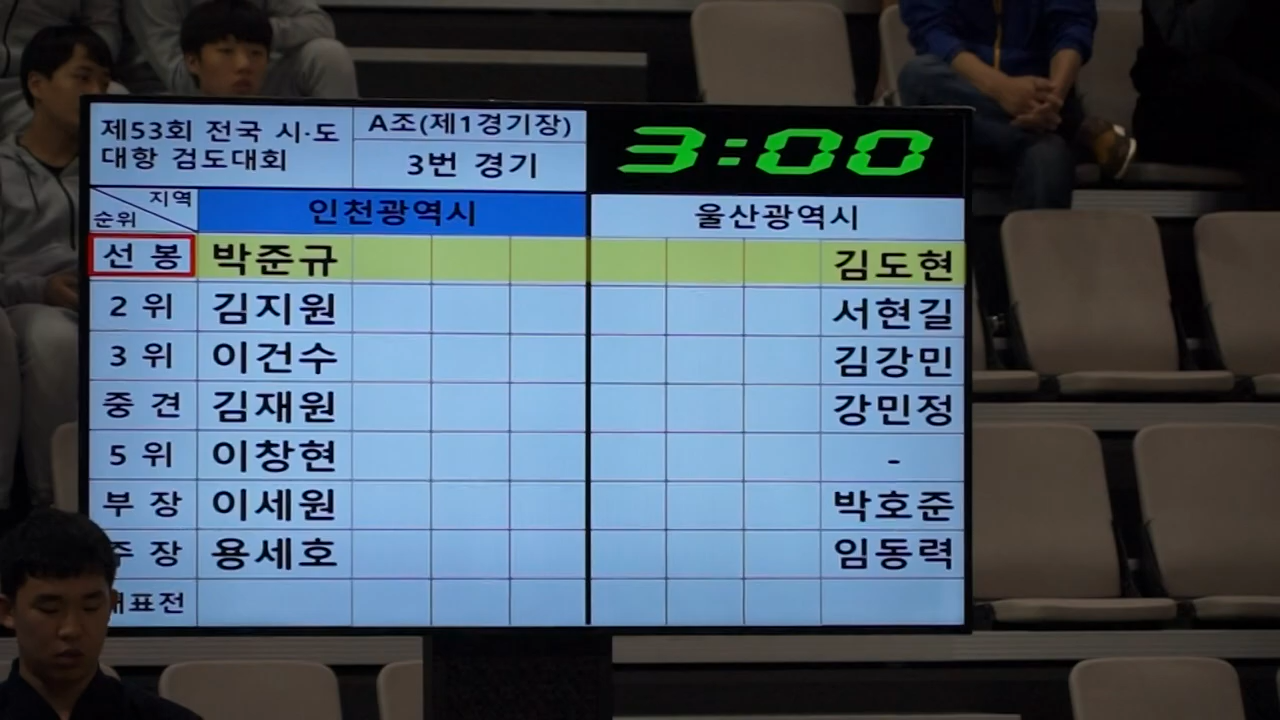 제53회 전국 시·도
대항 검도대회
A조(제1경기장)
3번 경기
3:00
지역
순위
인천광역시
울산광역시
선 봉 박준규 김도현
2 위 김지원 서현길
3 위 이건수 김강민
중 견 김재원 강민정
5 위 이창현 -
부 장 이세원 박호준
주 장 용세호 임동력
대표전